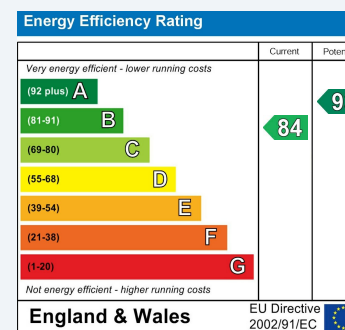 Energy Efficiency Rating
Current
Very energy efficient - lower running costs
(92 plus) A
(81-91) B
84
(69-80) C
(55-68) D
(39-54) E
(21-38) F
(1-20) G
Not energy efficient - higher running costs
England & Wales
EU Directive
2002/91/EC